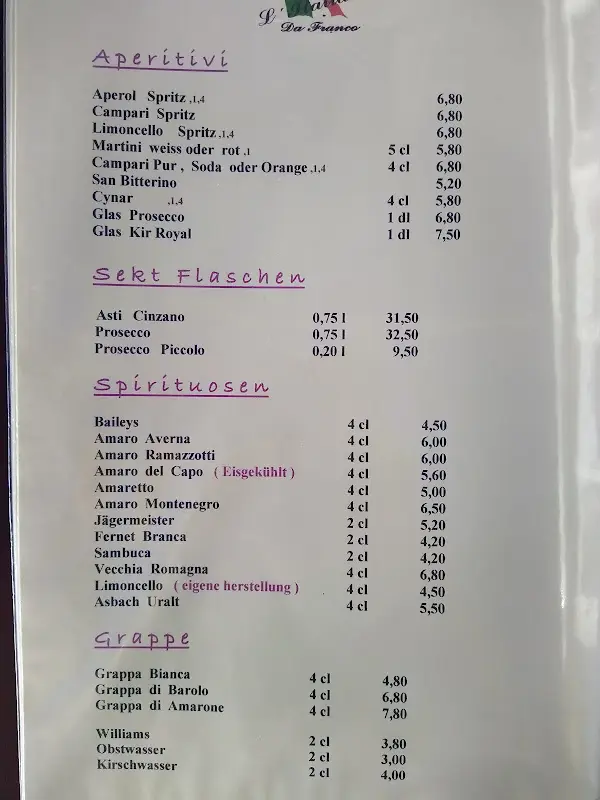 L'Italia
Da Franco
Aperitivi
Aperol Spritz ,1,4 6,80
Campari Spritz 6,80
Limoncello Spritz ,1,4 6,80
Martini weiss oder rot ,1 5 cl 5,80
Campari Pur , Soda oder Orange ,1,4 4 cl 6,80
San Bitterino 5,20
Cynar ,1,4 4 cl 5,80
Glas Prosecco 1 dl 6,80
Glas Kir Royal 1 dl 7,50
Sekt Flaschen
Asti Cinzano 0,75 l 31,50
Prosecco 0,75 l 32,50
Prosecco Piccolo 0,20 l 9,50
Spirituosen
Baileys 4 cl 4,50
Amaro Averna 4 cl 6,00
Amaro Ramazzotti 4 cl 6,00
Amaro del Capo ( Eisgekühlt ) 4 cl 5,60
Amaretto 4 cl 5,00
Amaro Montenegro 4 cl 6,50
Jägermeister 2 cl 5,20
Fernet Branca 2 cl 4,20
Sambuca 2 cl 4,20
Vecchia Romagna 4 cl 6,80
Limoncello ( eigene herstellung ) 4 cl 4,50
Asbach Uralt 4 cl 5,50
Grappe
Grappa Bianca 4 cl 4,80
Grappa di Barolo 4 cl 6,80
Grappa di Amarone 4 cl 7,80
Williams 2 cl 3,80
Obstwasser 2 cl 3,00
Kirschwasser 2 cl 4,00